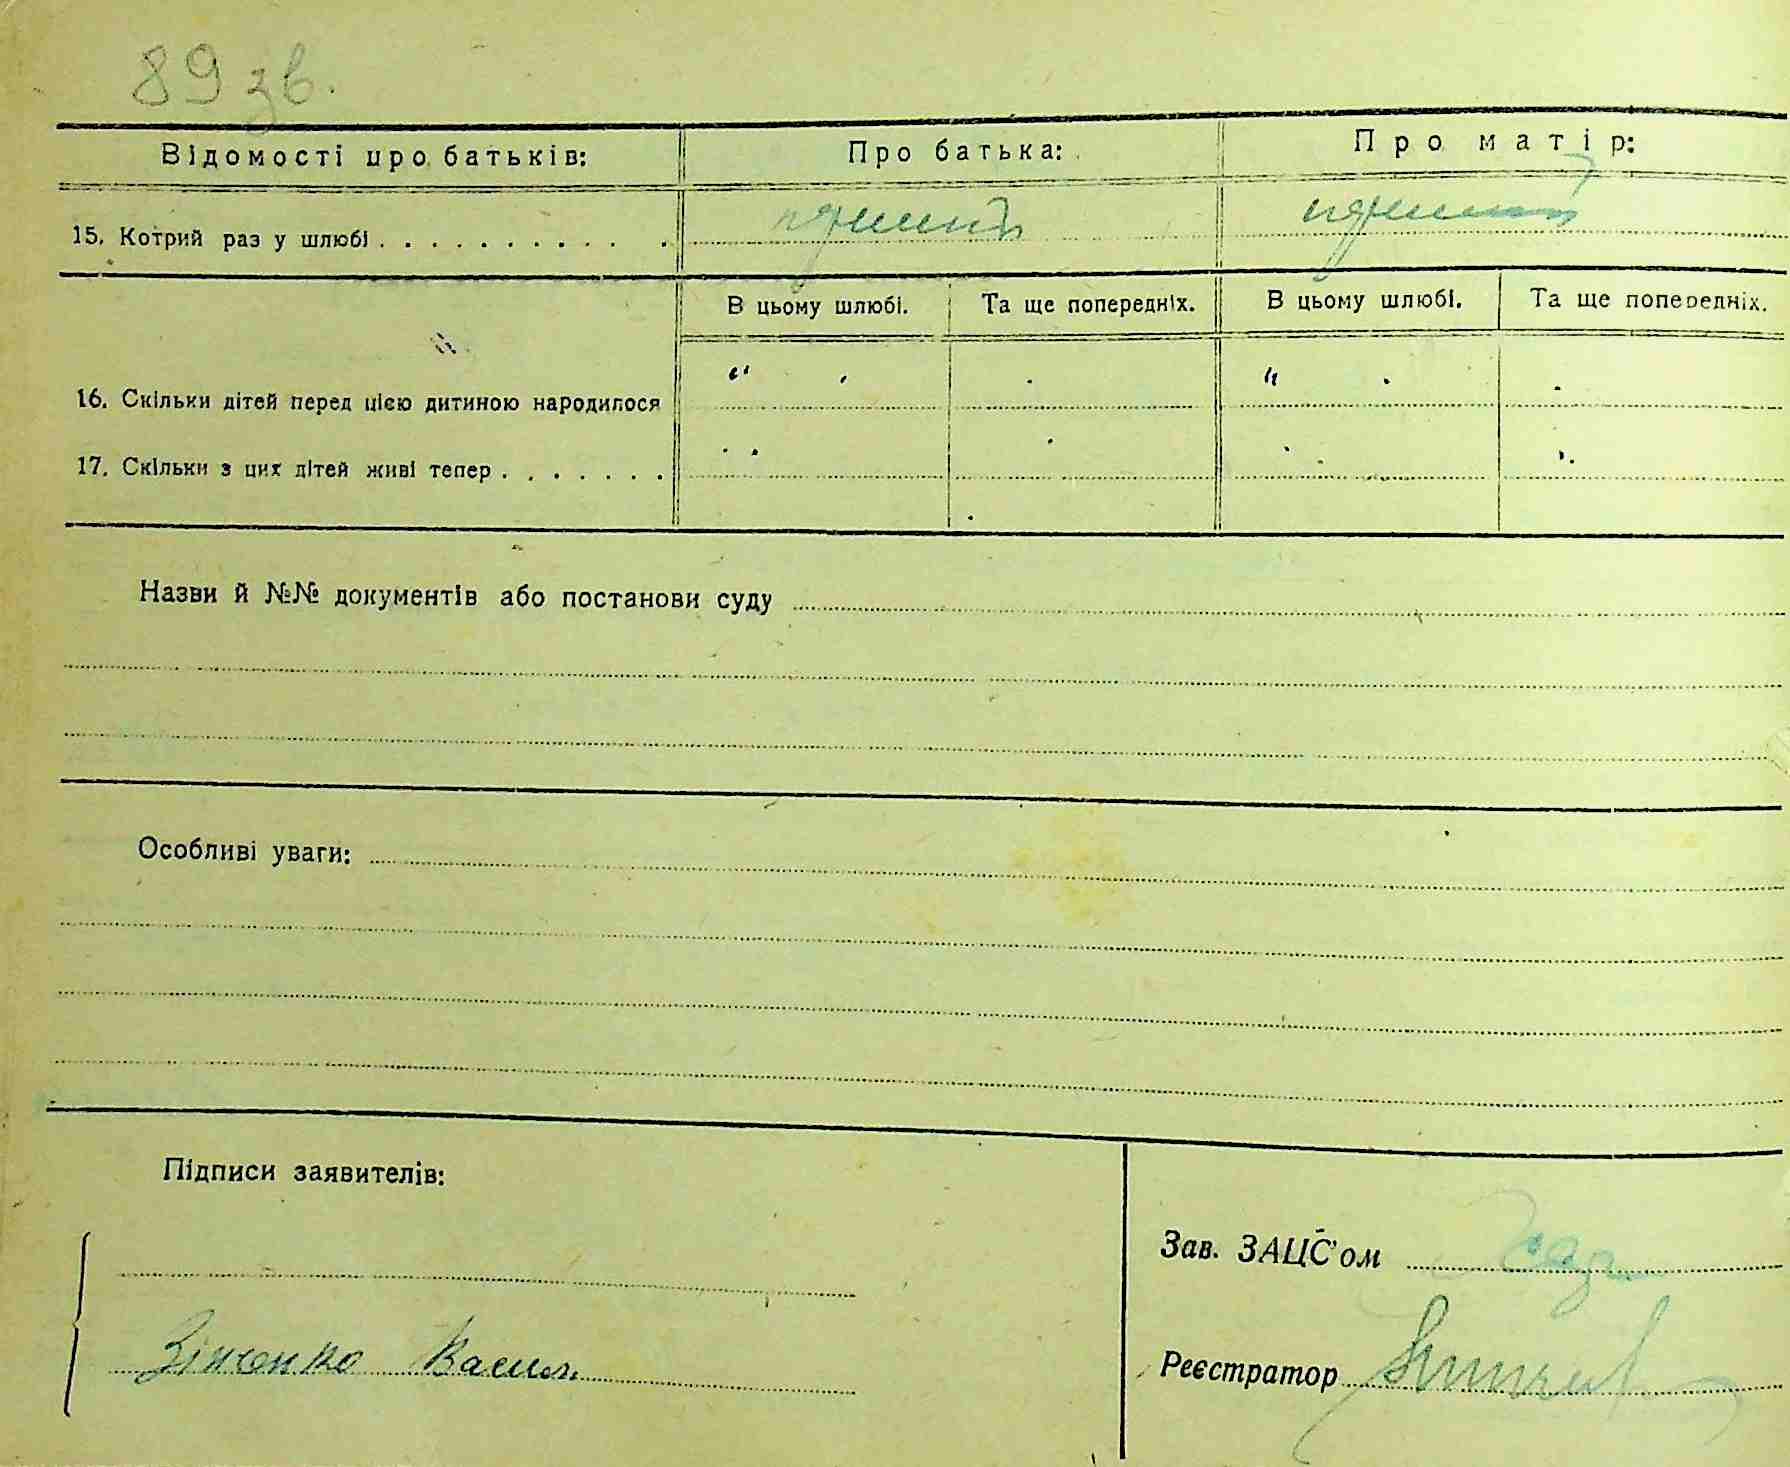 89 зв.
Відомості про батьків: Про батька: Про матір:
15. Котрий раз у шлюбі . . . . . . . . . . . перший перший
В цьому шлюбі. Та ще попередніх. В цьому шлюбі. Та ще попередніх.
16. Скільки дітей перед цією дитиною народилося " "
17. Скільки з цих дітей живі тепер . . . . . . .
Назви й №№ документів або постанови суду
Особливі уваги:
Підписи заявителів:
Зав. ЗАЦС'ом
Зінченко Васил
Реєстратор